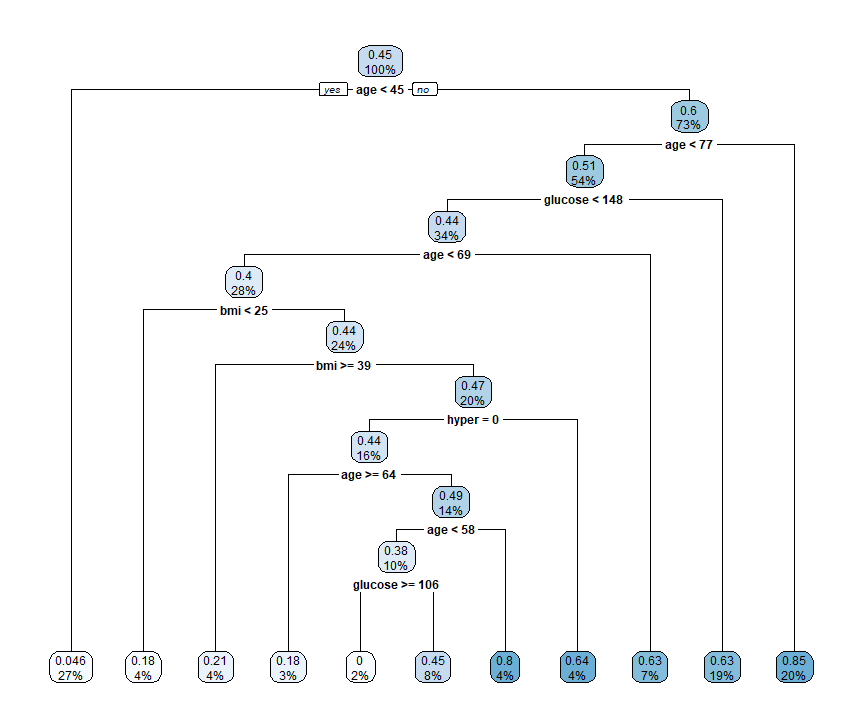 0.45
100%
yes age < 45 no
0.6
73%
age < 77
0.51
54%
glucose < 148
0.44
34%
age < 69
0.4
28%
bmi < 25
0.44
24%
bmi >= 39
0.47
20%
hyper = 0
0.44
16%
age >= 64
0.49
14%
age < 58
0.38
10%
glucose >= 106
0.046 0.18 0.21 0.18 0 0.45 0.8 0.64 0.63 0.63 0.85
27% 4% 4% 3% 2% 8% 4% 4% 7% 19% 20%